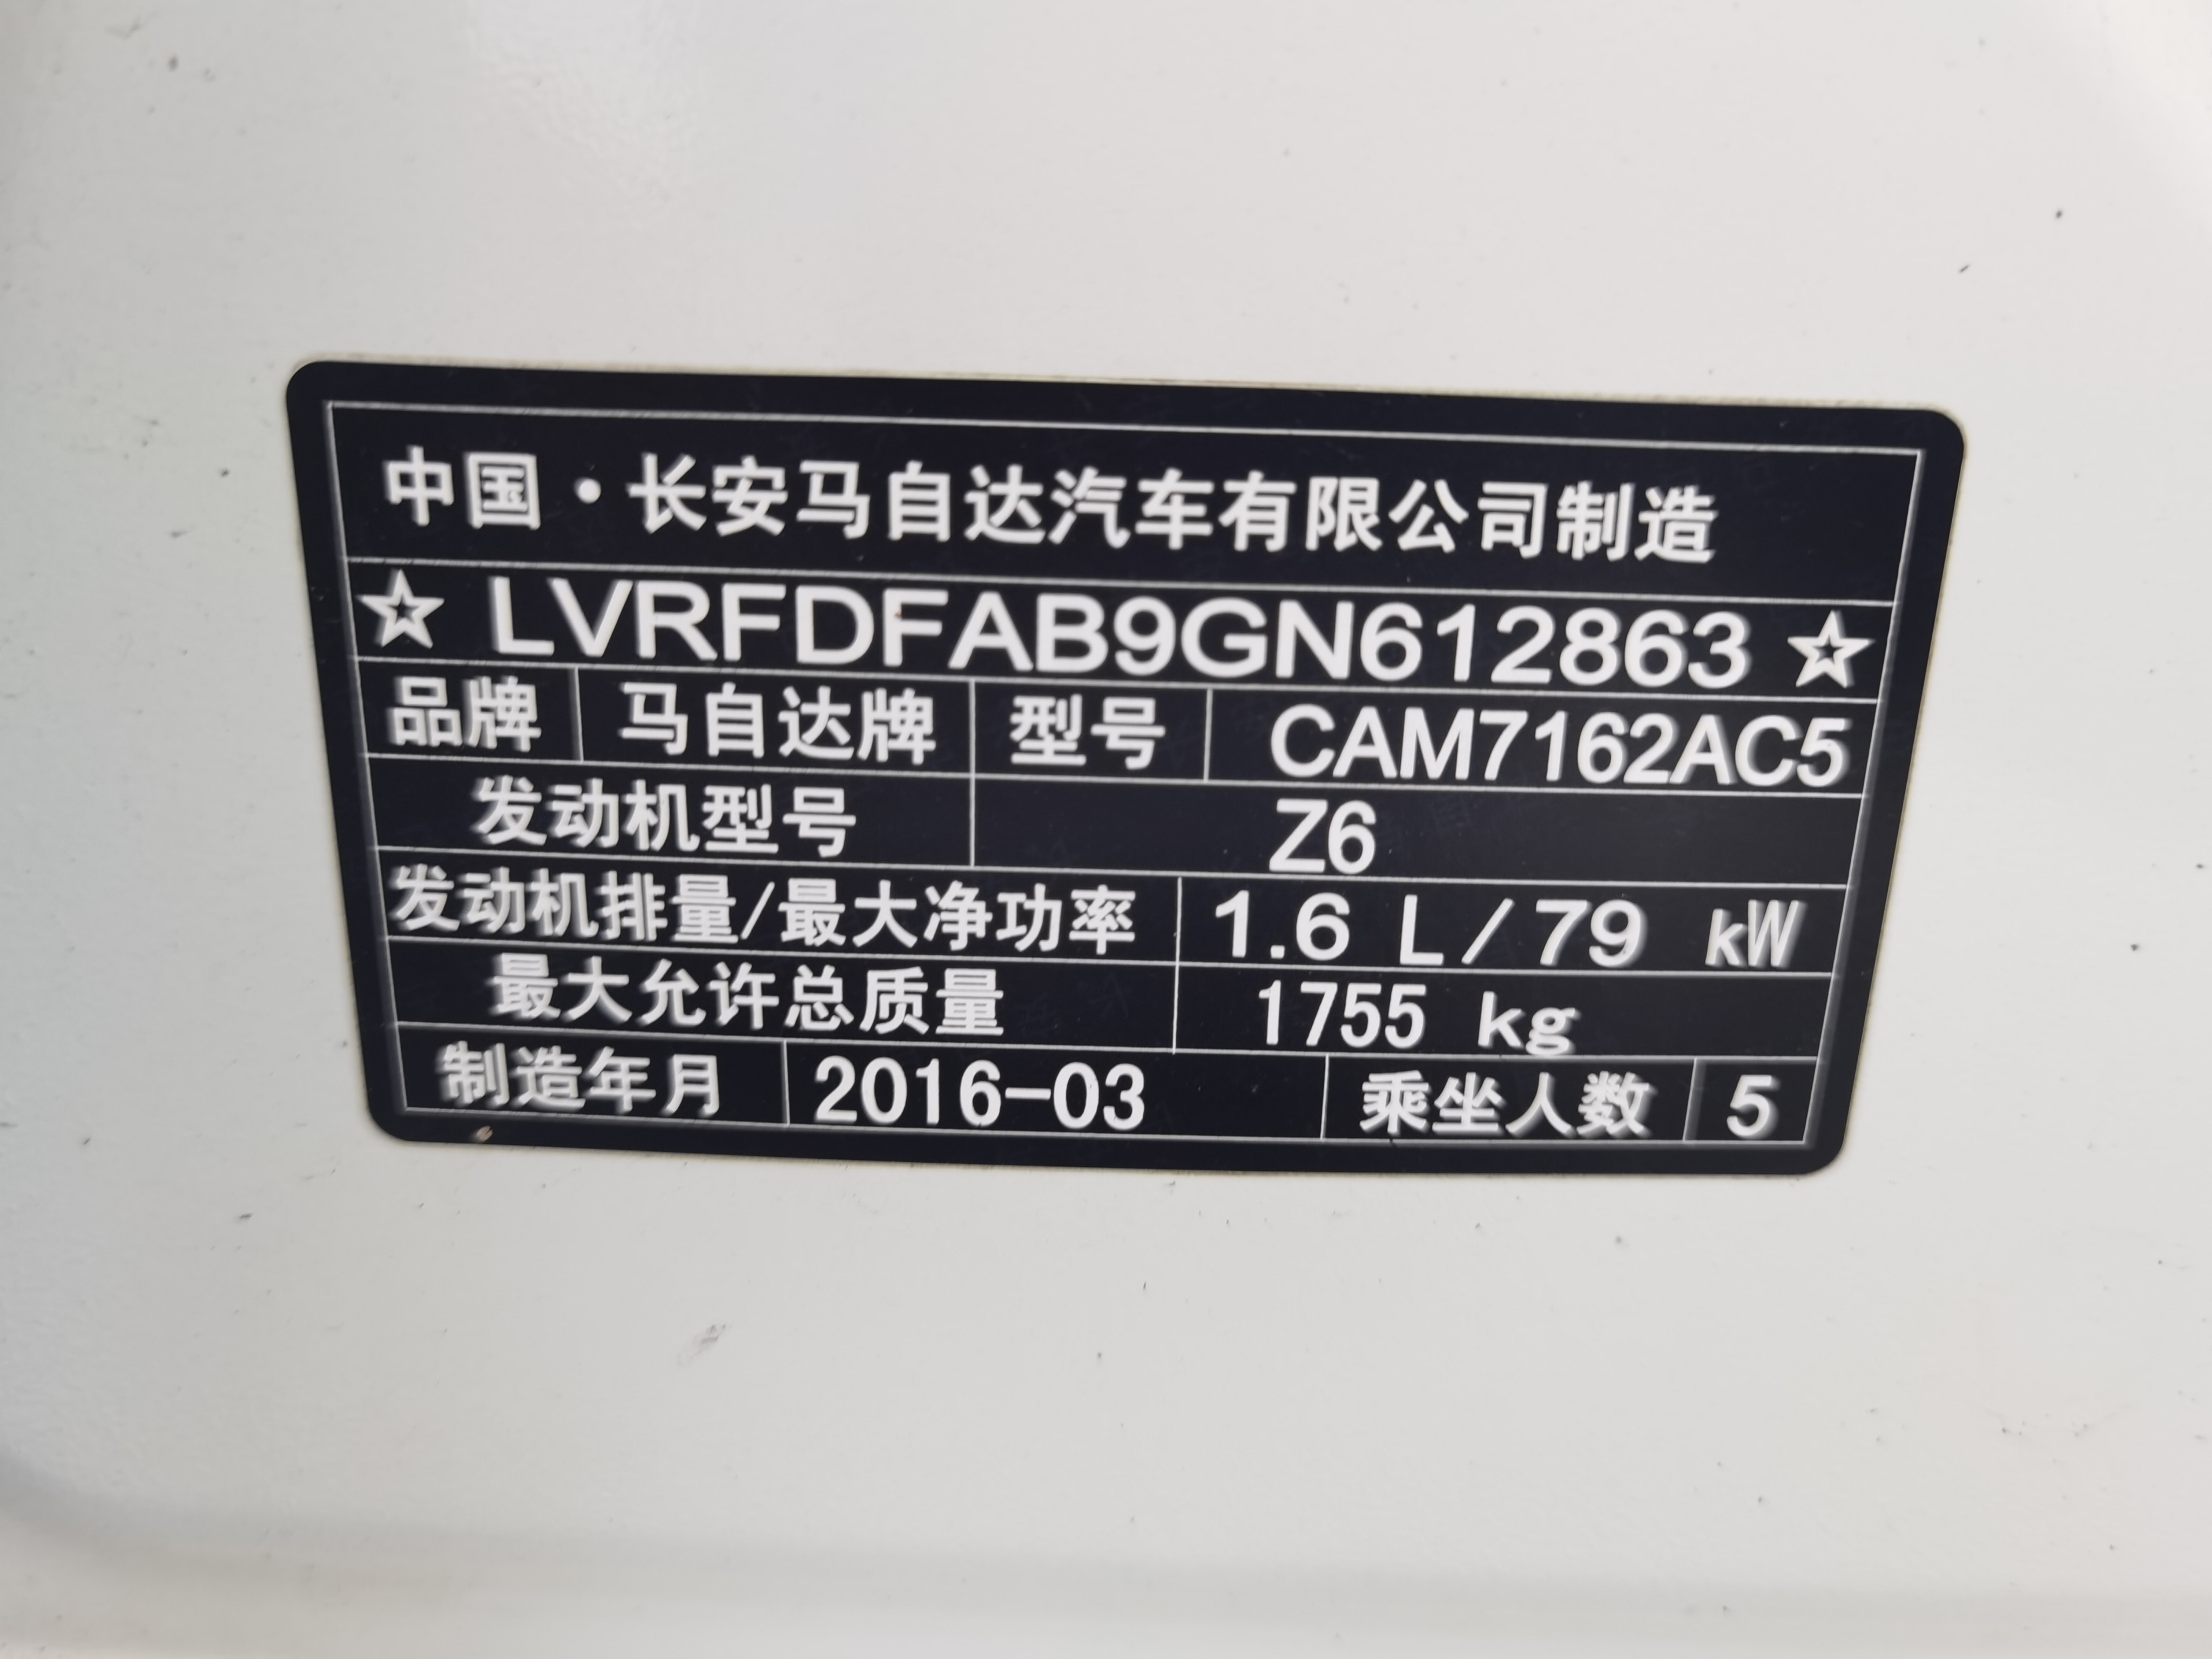 中国·长安马自达汽车有限公司制造
☆ LVRFDFAB9GN612863 ☆
品牌 马自达牌 型号 CAM7162AC5
发动机型号 Z6
发动机排量/最大净功率 1.6 L/79 kW
最大允许总质量 1755 kg
制造年月 2016-03 乘坐人数 5